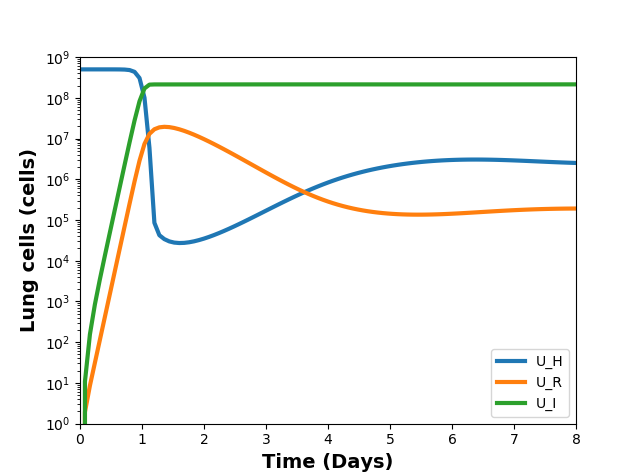 10⁹
10⁸
10⁷
10⁶
10⁵
10⁴
10³
10²
10¹
10⁰
Lung cells (cells)
U_H
U_R
U_I
0 1 2 3 4 5 6 7 8
Time (Days)